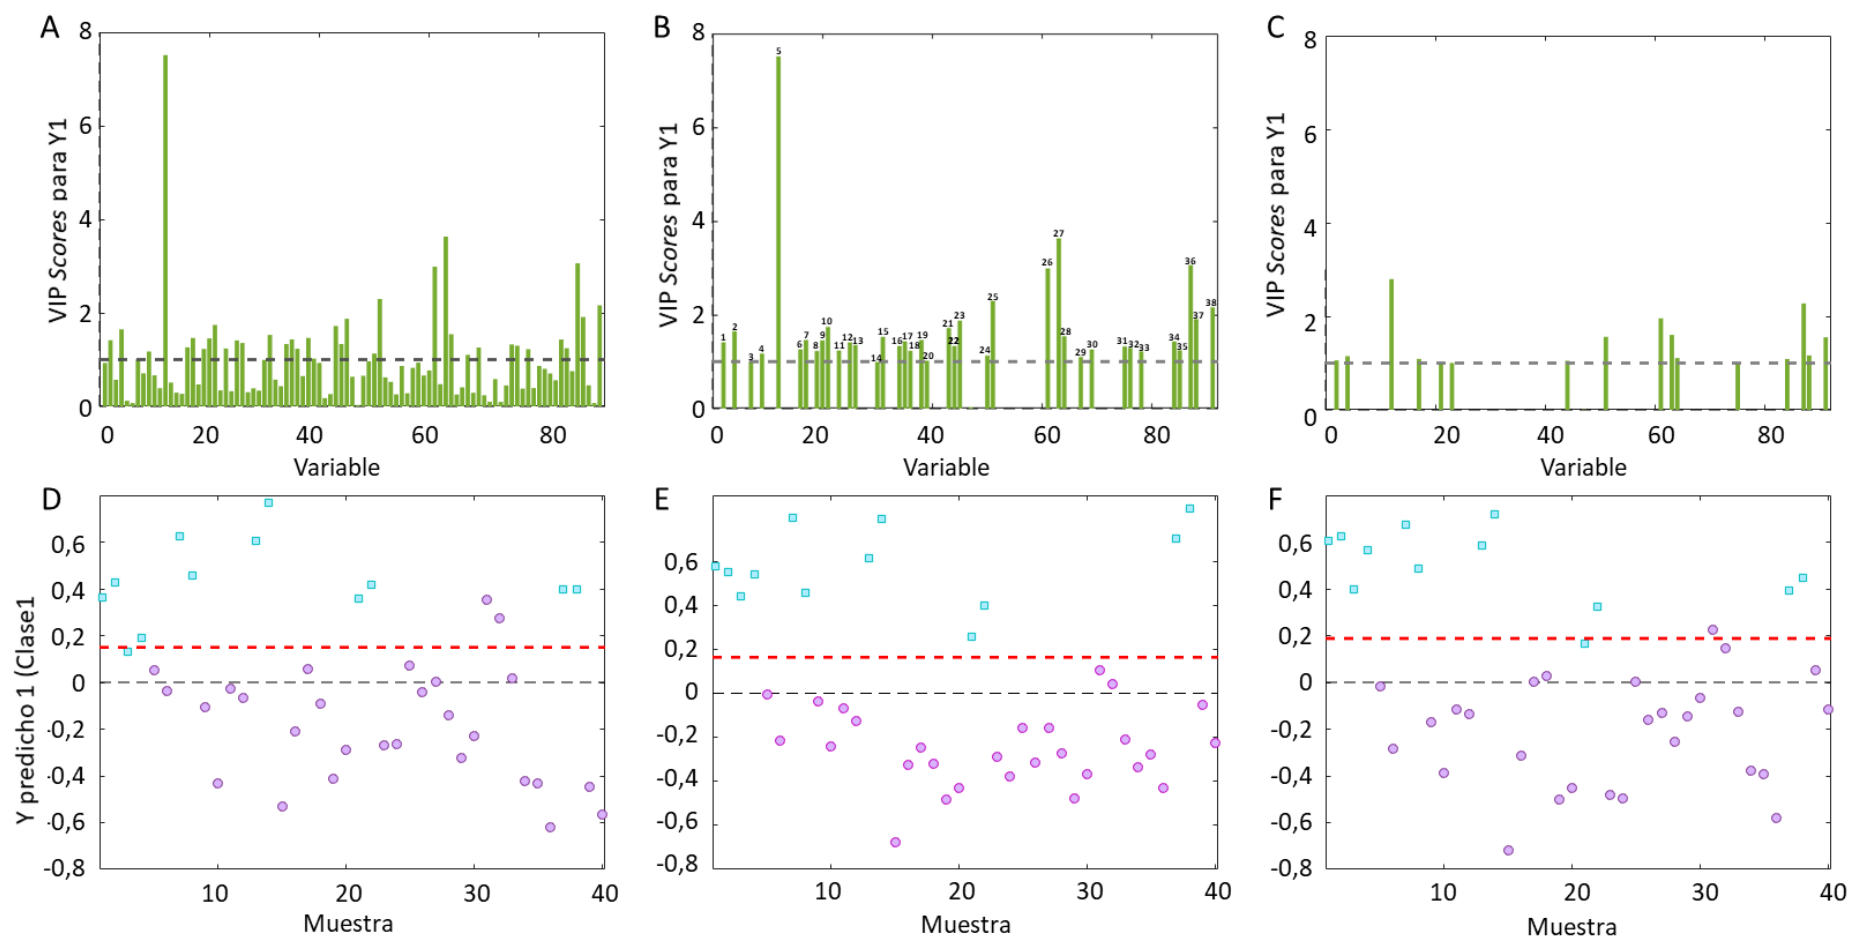 A
8
6
4
2
0
VIP Scores para Y1
0 20 40 60 80
Variable
B
8
6
4
2
0
VIP Scores para Y1
1 2 3 4 5 6 7 8 9 10 11 12 13 14 15 16 17 18 19 20 21 22 23 24 25 26 27 28 29 30 31 32 33 34 35 36 37 38
0 20 40 60 80
Variable
C
8
6
4
2
0
VIP Scores para Y1
0 20 40 60 80
Variable
D
0,6
0,4
0,2
0
-0,2
-0,4
-0,6
-0,8
Y predicho 1 (Clase1
10 20 30 40
Muestra
E
0,6
0,4
0,2
0
-0,2
-0,4
-0,6
-0,8
10 20 30 40
Muestra
F
0,6
0,4
0,2
0
-0,2
-0,4
-0,6
-0,8
10 20 30 40
Muestra